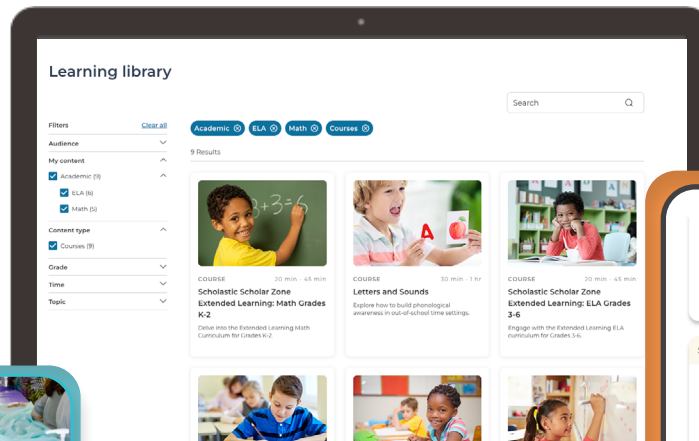 Learning library
Search
Filters
Clear all
Academic
ELA
Math
Courses
Audience
9 Results
My content
Academic (9)
ELA (6)
Math (5)
Content type
Courses (9)
Grade
Time
Topic
3+3=6
COURSE 20 min - 45 min
Scholastic Scholar Zone
Extended Learning: Math Grades
K-2
Delve into the Extended Learning Math
Curriculum for Grades K-2.
A
COURSE 30 min - 1 hr
Letters and Sounds
Explore how to build phonological
awareness in out-of-school time settings.
COURSE 20 min - 45 min
Scholastic Scholar Zone
Extended Learning: ELA Grades
3-6
Engage with the Extended Learning ELA
curriculum for Grades 3-6.